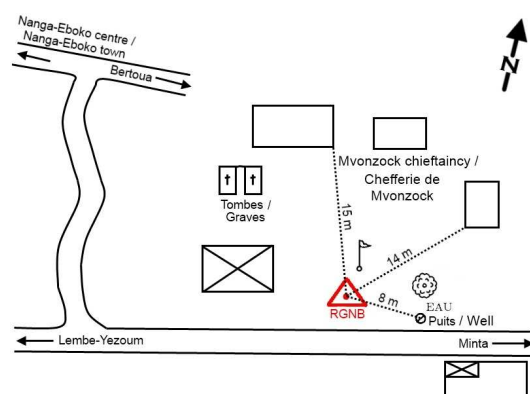 Nanga-Eboko centre /
Nanga-Eboko town
Bertoua
N
Mvonzock chieftaincy /
Chefferie de
Mvonzock
Tombes /
Graves
15 m
14 m
8 m
RGNB
EAU
Puits / Well
Lembe-Yezoum
Minta